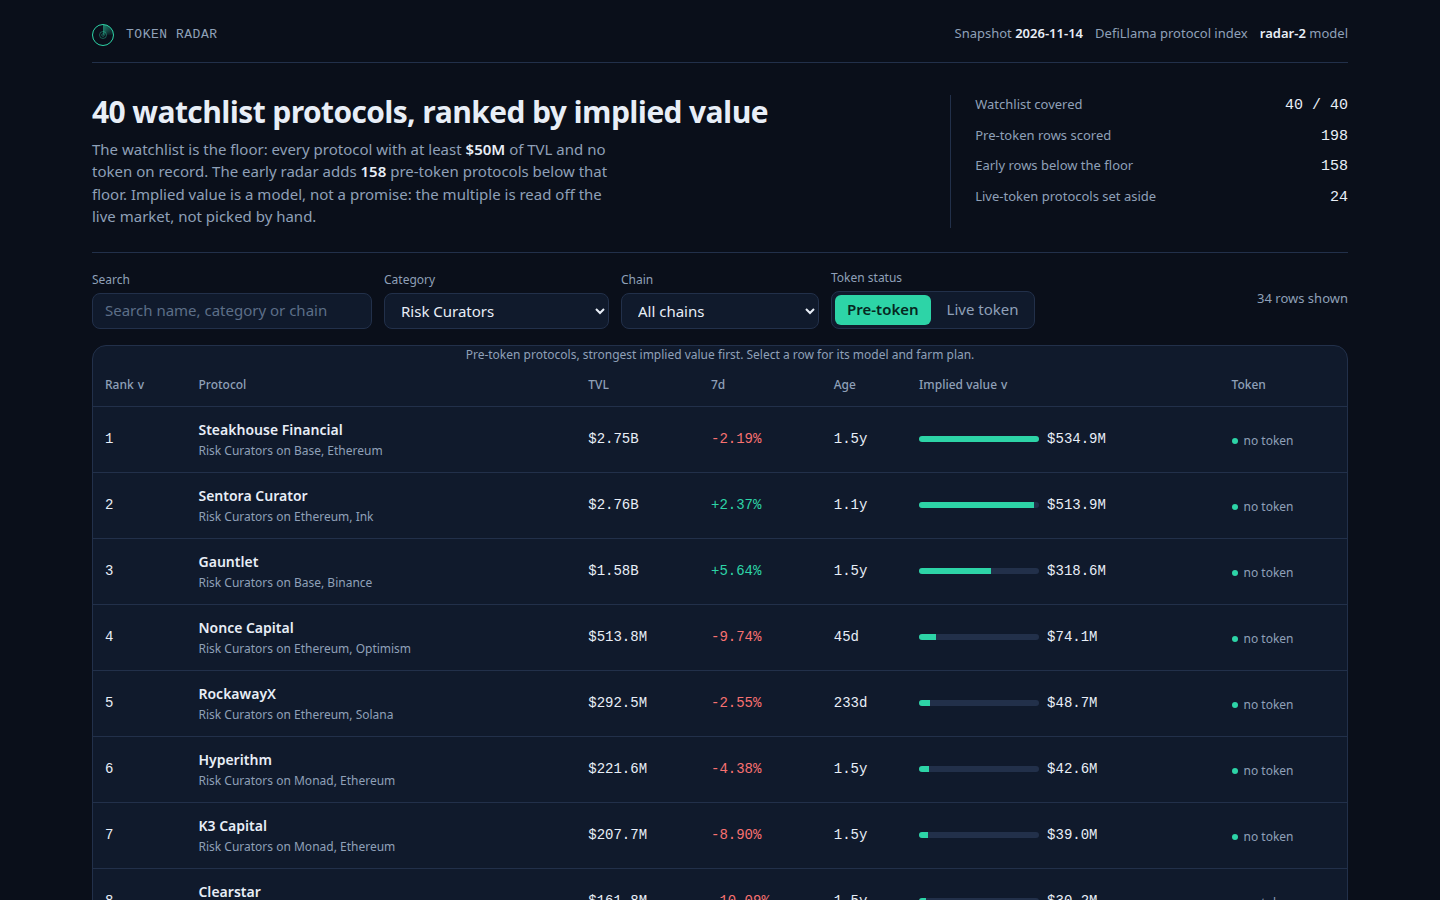 TOKEN RADAR
Snapshot 2026-11-14 DefiLlama protocol index radar-2 model
40 watchlist protocols, ranked by implied value
The watchlist is the floor: every protocol with at least $50M of TVL and no
token on record. The early radar adds 158 pre-token protocols below that
floor. Implied value is a model, not a promise: the multiple is read off the
live market, not picked by hand.
Watchlist covered 40 / 40
Pre-token rows scored 198
Early rows below the floor 158
Live-token protocols set aside 24
Search Category Chain Token status
Search name, category or chain Risk Curators All chains Pre-token Live token 34 rows shown
Pre-token protocols, strongest implied value first. Select a row for its model and farm plan.
Rank v Protocol TVL 7d Age Implied value v Token
1 Steakhouse Financial $2.75B -2.19% 1.5y $534.9M no token
Risk Curators on Base, Ethereum
2 Sentora Curator $2.76B +2.37% 1.1y $513.9M no token
Risk Curators on Ethereum, Ink
3 Gauntlet $1.58B +5.64% 1.5y $318.6M no token
Risk Curators on Base, Binance
4 Nonce Capital $513.8M -9.74% 45d $74.1M no token
Risk Curators on Ethereum, Optimism
5 RockawayX $292.5M -2.55% 233d $48.7M no token
Risk Curators on Ethereum, Solana
6 Hyperithm $221.6M -4.38% 1.5y $42.6M no token
Risk Curators on Monad, Ethereum
7 K3 Capital $207.7M -8.90% 1.5y $39.0M no token
Risk Curators on Monad, Ethereum
Clearstar